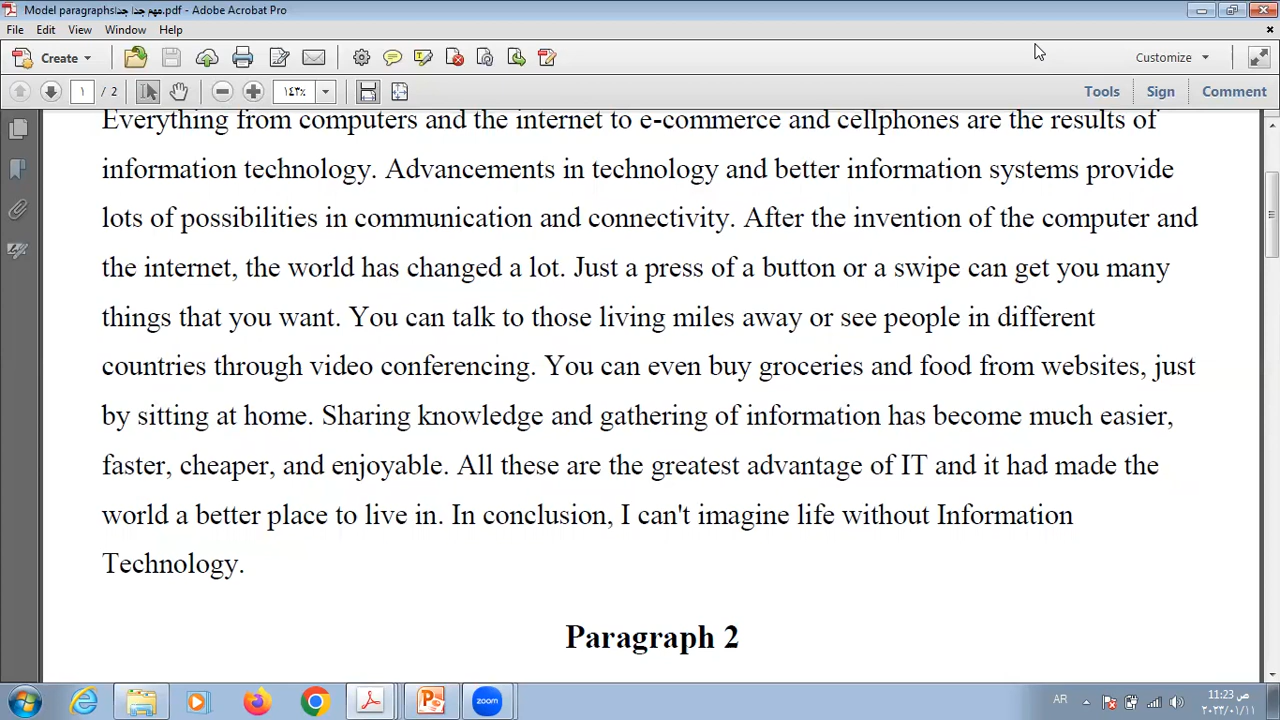 Model paragraphsمهم جدا جدا.pdf - Adobe Acrobat Pro
File Edit View Window Help
Create Customize
١ / 2 ١٤٣٪ Tools Sign Comment
Everything from computers and the internet to e-commerce and cellphones are the results of
information technology. Advancements in technology and better information systems provide
lots of possibilities in communication and connectivity. After the invention of the computer and
the internet, the world has changed a lot. Just a press of a button or a swipe can get you many
things that you want. You can talk to those living miles away or see people in different
countries through video conferencing. You can even buy groceries and food from websites, just
by sitting at home. Sharing knowledge and gathering of information has become much easier,
faster, cheaper, and enjoyable. All these are the greatest advantage of IT and it had made the
world a better place to live in. In conclusion, I can't imagine life without Information
Technology.
Paragraph 2
zoom
AR
11:23 ص
٢٠٢٣/٠١/١١